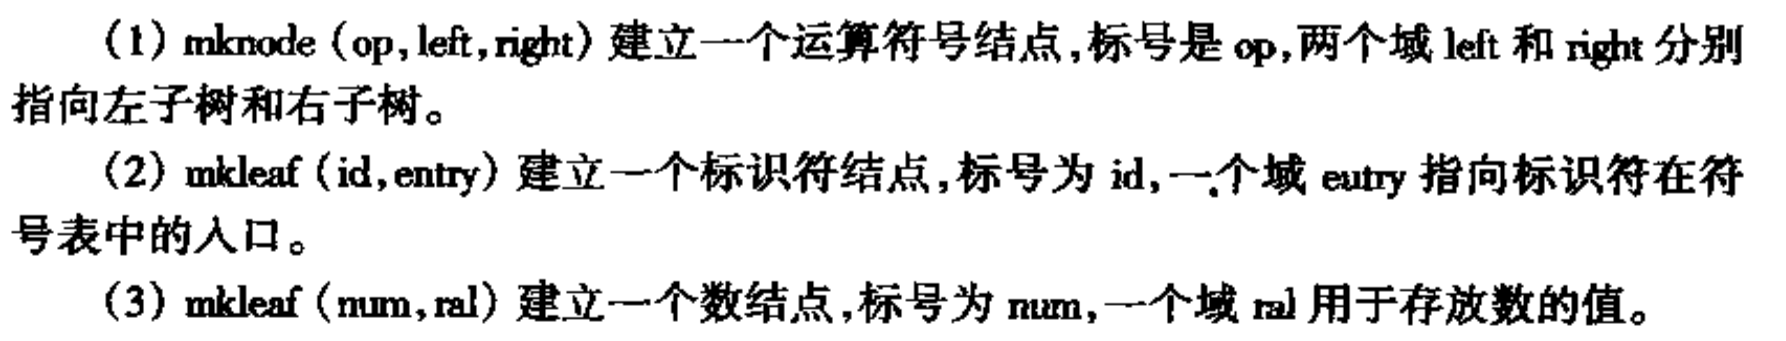 (1) mknode (op,left,right) 建立一个运算符号结点,标号是 op,两个域 left 和 right 分别
指向左子树和右子树。
(2) mkleaf (id,entry) 建立一个标识符结点,标号为 id,一个域 eutry 指向标识符在符
号表中的入口。
(3) mkleaf (num,ral) 建立一个数结点,标号为 num,一个域 ral 用于存放数的值。